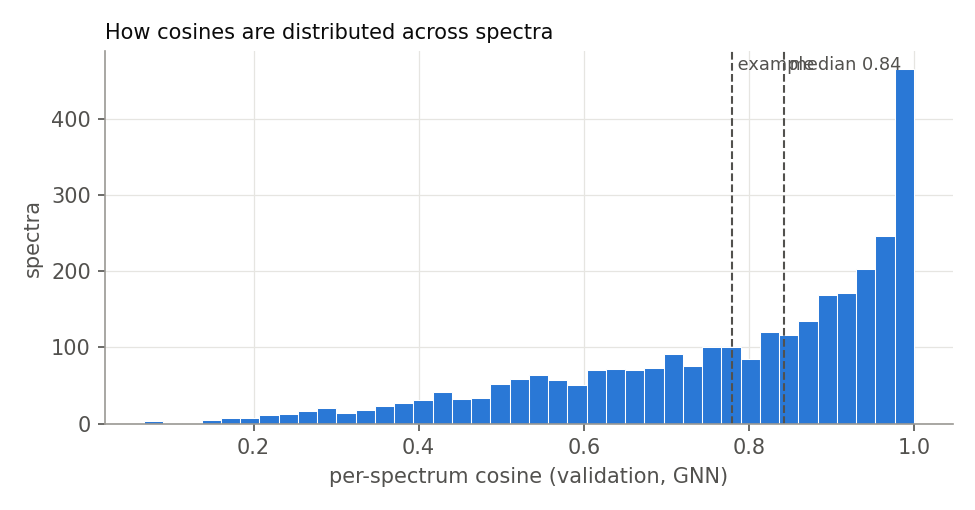 How cosines are distributed across spectra
example
median 0.84
400
300
200
100
0
spectra
0.2 0.4 0.6 0.8 1.0
per-spectrum cosine (validation, GNN)